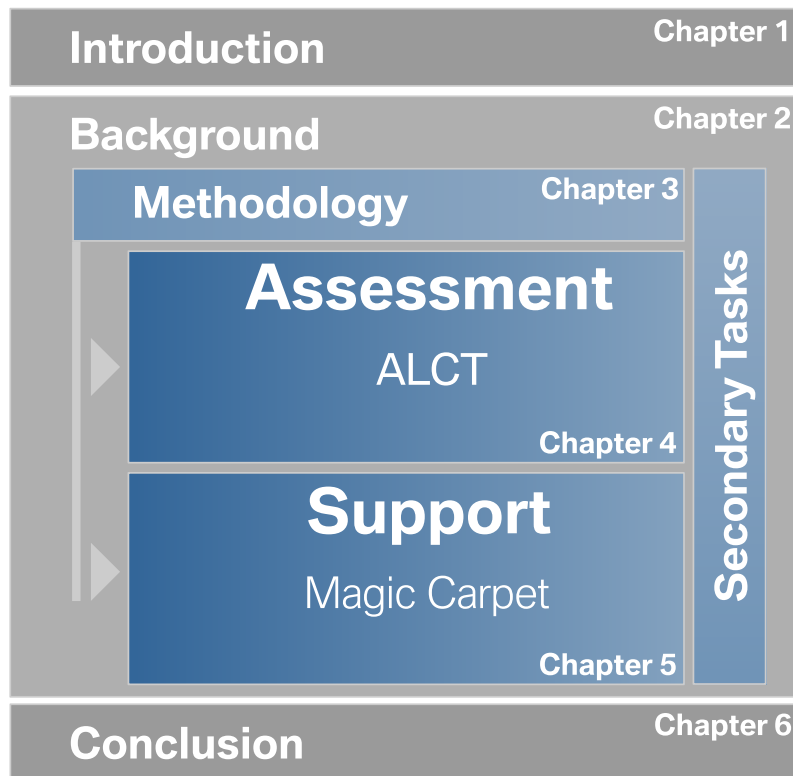 Introduction
Chapter 1
Background
Chapter 2
Methodology
Chapter 3
Assessment
ALCT
Chapter 4
Support
Magic Carpet
Chapter 5
Secondary Tasks
Conclusion
Chapter 6